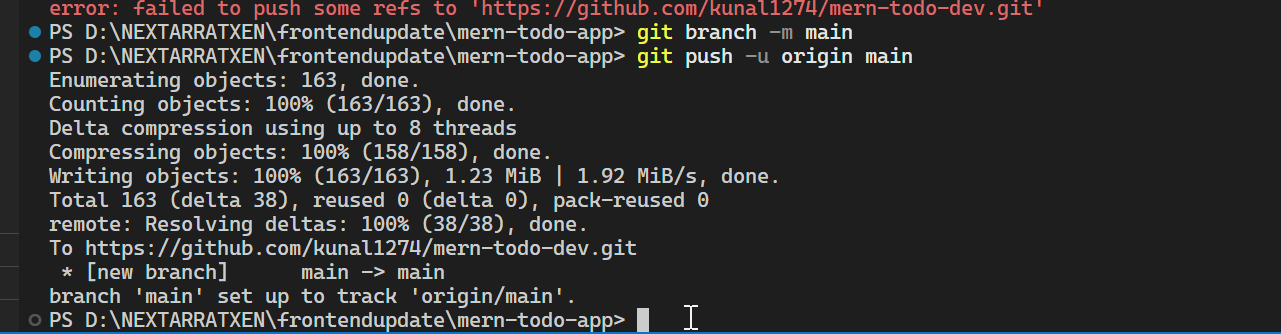 error: failed to push some refs to 'https://github.com/kunal1274/mern-todo-dev.git'
PS D:\NEXTARRATXEN\frontendupdate\mern-todo-app> git branch -m main
PS D:\NEXTARRATXEN\frontendupdate\mern-todo-app> git push -u origin main
Enumerating objects: 163, done.
Counting objects: 100% (163/163), done.
Delta compression using up to 8 threads
Compressing objects: 100% (158/158), done.
Writing objects: 100% (163/163), 1.23 MiB | 1.92 MiB/s, done.
Total 163 (delta 38), reused 0 (delta 0), pack-reused 0
remote: Resolving deltas: 100% (38/38), done.
To https://github.com/kunal1274/mern-todo-dev.git
 * [new branch]      main -> main
branch 'main' set up to track 'origin/main'.
PS D:\NEXTARRATXEN\frontendupdate\mern-todo-app>